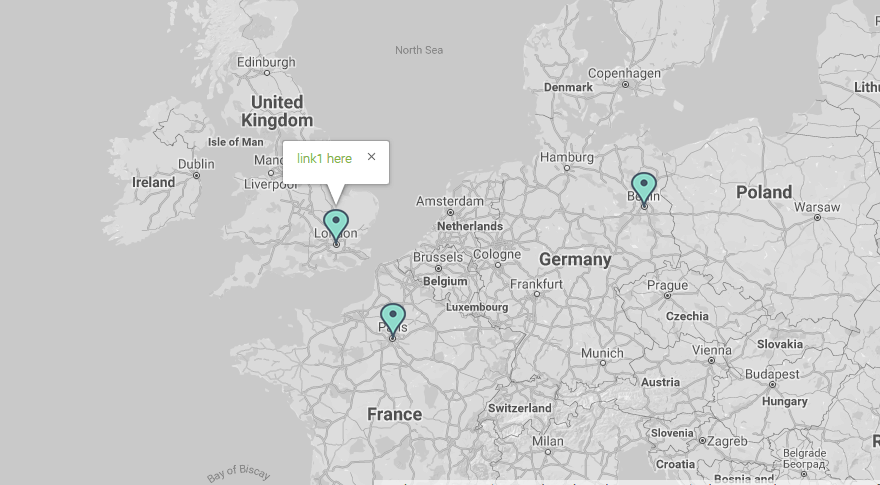 North Sea
Edinburgh
Copenhagen
Denmark
United
Kingdom
Isle of Man
Dublin
Ireland
Liverpool
link1 here
London
Hamburg
Berlin
Poland
Warsaw
Amsterdam
Netherlands
Brussels
Cologne
Germany
Belgium
Frankfurt
Prague
Luxembourg
Czechia
Paris
Munich
Vienna
Slovakia
Austria
Budapest
Hungary
France
Switzerland
Milan
Slovenia
Zagreb
Croatia
Belgrade
Београд
Bosnia and
Bay of Biscay